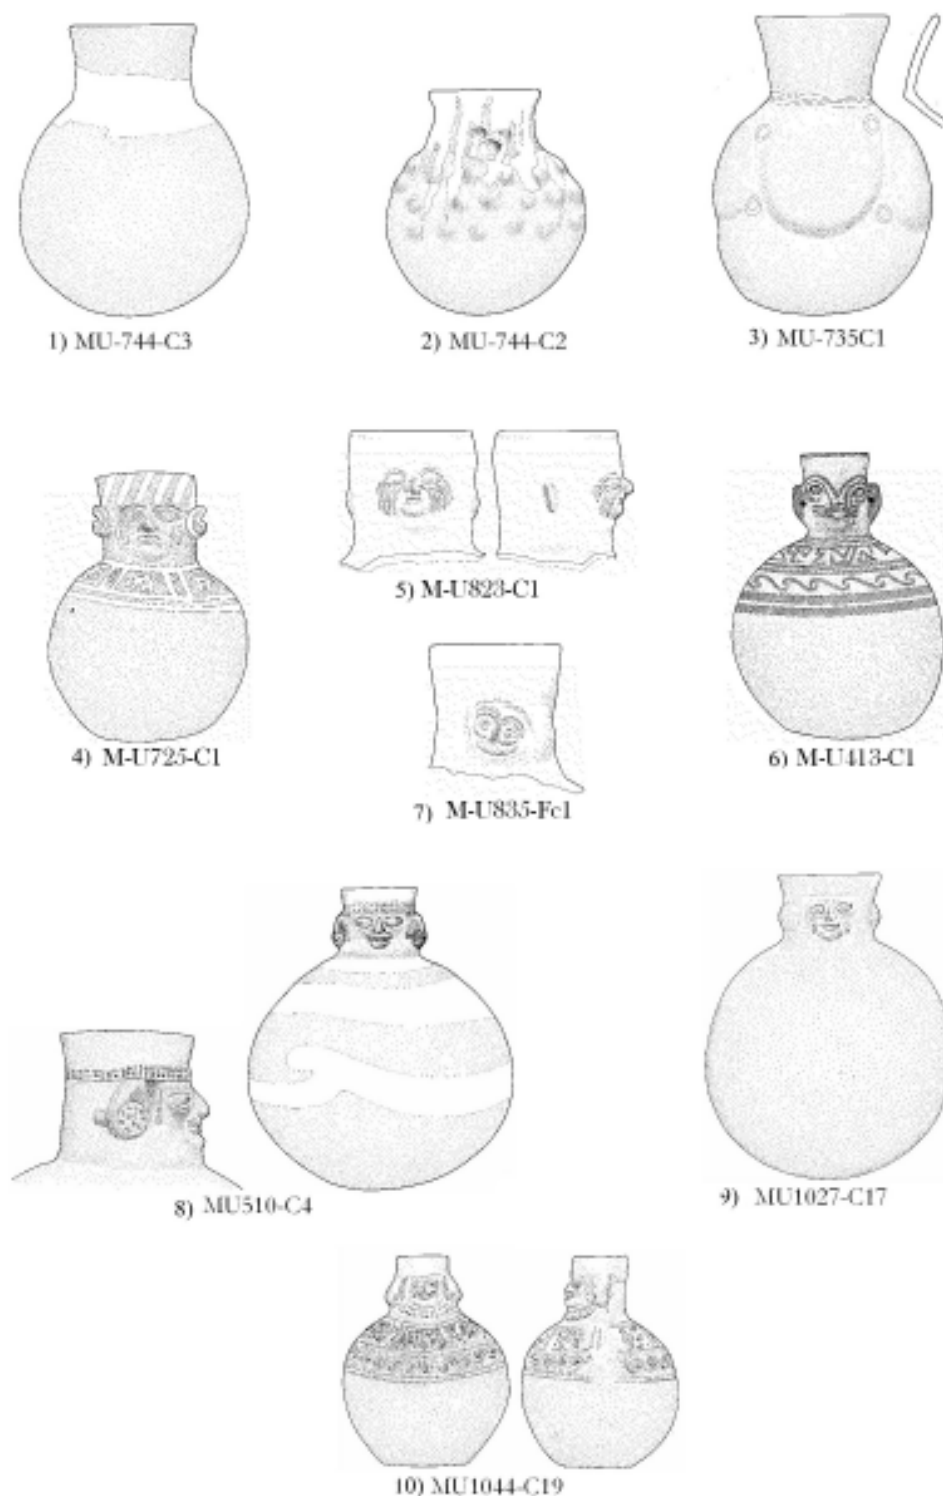 1) MU-744-C3
2) MU-744-C2
3) MU-735C1
4) M-U725-C1
5) M-U823-C1
6) M-U413-C1
7) M-U835-Fc1
8) MU510-C4
9) MU1027-C17
10) MU1044-C19